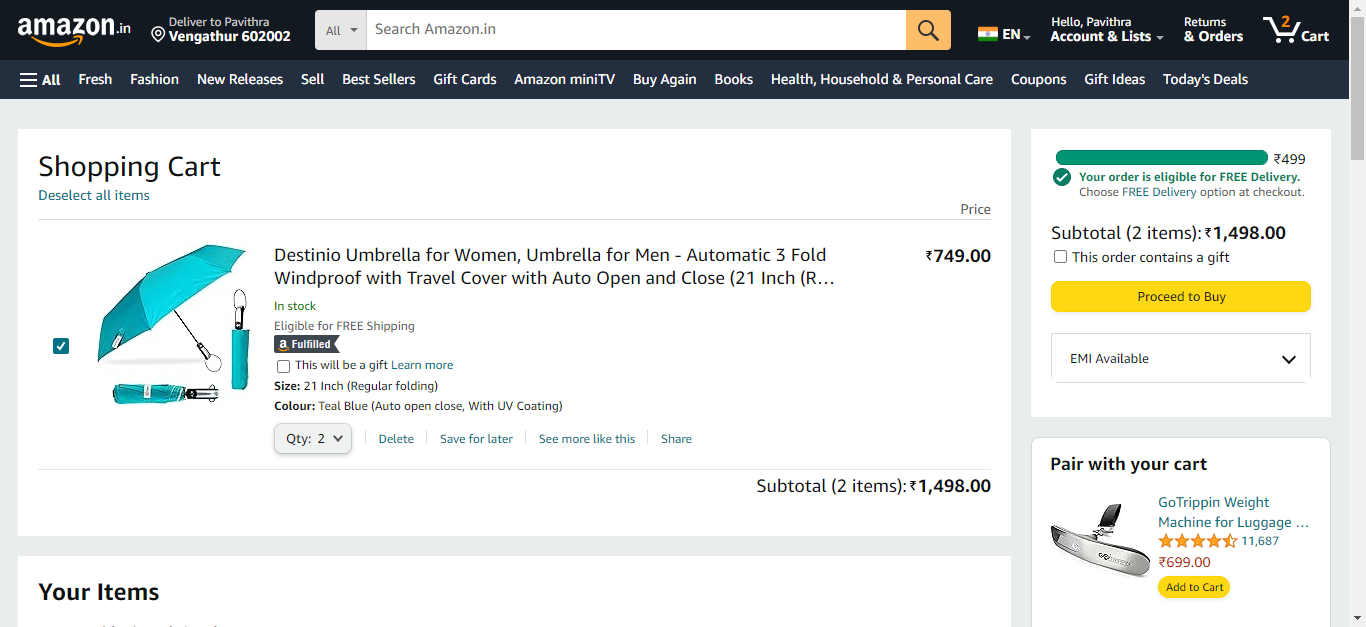 amazon.in
Deliver to Pavithra
Vengathur 602002
All
Search Amazon.in
EN
Hello, Pavithra
Account & Lists
Returns
& Orders
2
Cart
All
Fresh
Fashion
New Releases
Sell
Best Sellers
Gift Cards
Amazon miniTV
Buy Again
Books
Health, Household & Personal Care
Coupons
Gift Ideas
Today's Deals
Shopping Cart
Deselect all items
Price
Destinio Umbrella for Women, Umbrella for Men - Automatic 3 Fold
Windproof with Travel Cover with Auto Open and Close (21 Inch (R…
₹749.00
In stock
Eligible for FREE Shipping
a Fulfilled
This will be a gift Learn more
Size: 21 Inch (Regular folding)
Colour: Teal Blue (Auto open close, With UV Coating)
Qty: 2
Delete
Save for later
See more like this
Share
Subtotal (2 items): ₹1,498.00
Your Items
₹499
Your order is eligible for FREE Delivery.
Choose FREE Delivery option at checkout.
Subtotal (2 items): ₹1,498.00
This order contains a gift
Proceed to Buy
EMI Available
Pair with your cart
GoTrippin Weight
Machine for Luggage …
11,687
₹699.00
Add to Cart